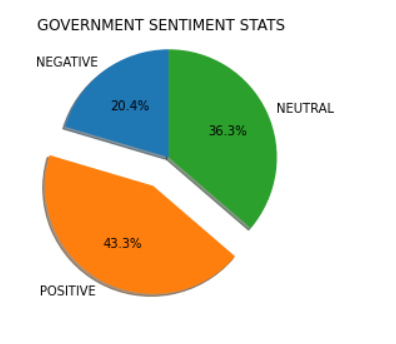 GOVERNMENT SENTIMENT STATS
NEGATIVE
20.4%
36.3%
NEUTRAL
43.3%
POSITIVE